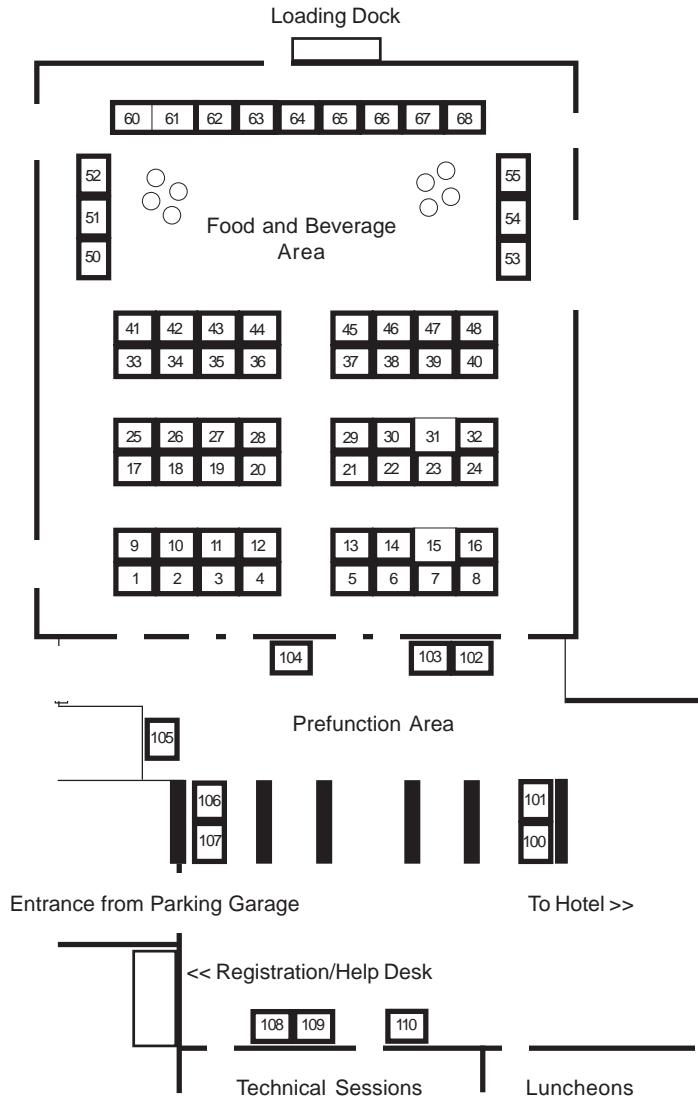 Loading Dock
60 61 62 63 64 65 66 67 68
52 55
51 54
Food and Beverage
Area
50 53
41 42 43 44 45 46 47 48
33 34 35 36 37 38 39 40
25 26 27 28 29 30 31 32
17 18 19 20 21 22 23 24
9 10 11 12 13 14 15 16
1 2 3 4 5 6 7 8
104 103 102
Prefunction Area
105
106 101
107 100
Entrance from Parking Garage To Hotel >>
<< Registration/Help Desk
108 109 110
Technical Sessions Luncheons